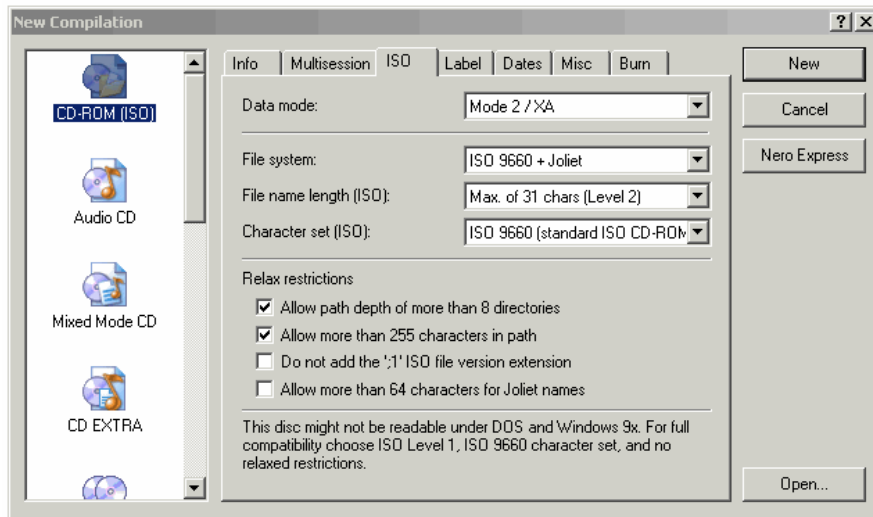 New Compilation
CD-ROM (ISO)
Audio CD
Mixed Mode CD
CD EXTRA
Info Multisession ISO Label Dates Misc Burn
Data mode: Mode 2 / XA
File system: ISO 9660 + Joliet
File name length (ISO): Max. of 31 chars (Level 2)
Character set (ISO): ISO 9660 (standard ISO CD-ROM
Relax restrictions
Allow path depth of more than 8 directories
Allow more than 255 characters in path
Do not add the ';1' ISO file version extension
Allow more than 64 characters for Joliet names
This disc might not be readable under DOS and Windows 9x. For full
compatibility choose ISO Level 1, ISO 9660 character set, and no
relaxed restrictions.
New
Cancel
Nero Express
Open...